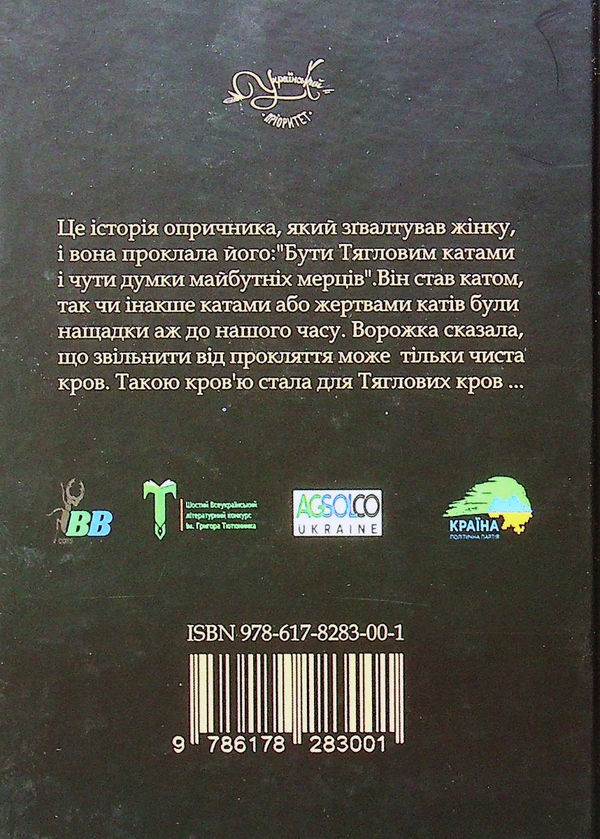 Український
ПРІОРИТЕТ
Це історія опричника, який зґвалтував жінку,
і вона проклала його:"Бути Тягловим катами
і чути думки майбутніх мерців".Він став катом,
так чи інакше катами або жертвами катів були
нащадки аж до нашого часу. Ворожка сказала,
що звільнити від прокляття може тільки чиста
кров. Такою кров'ю стала для Тяглових кров ...
BB
com
Шостий Всеукраїнський
літературний конкурс
ім. Григора Тютюнника
AGSOLCO
UKRAINE
КРАЇНА
ПОЛІТИЧНА ПАРТІЯ
ISBN 978-617-8283-00-1
9 786178 283001